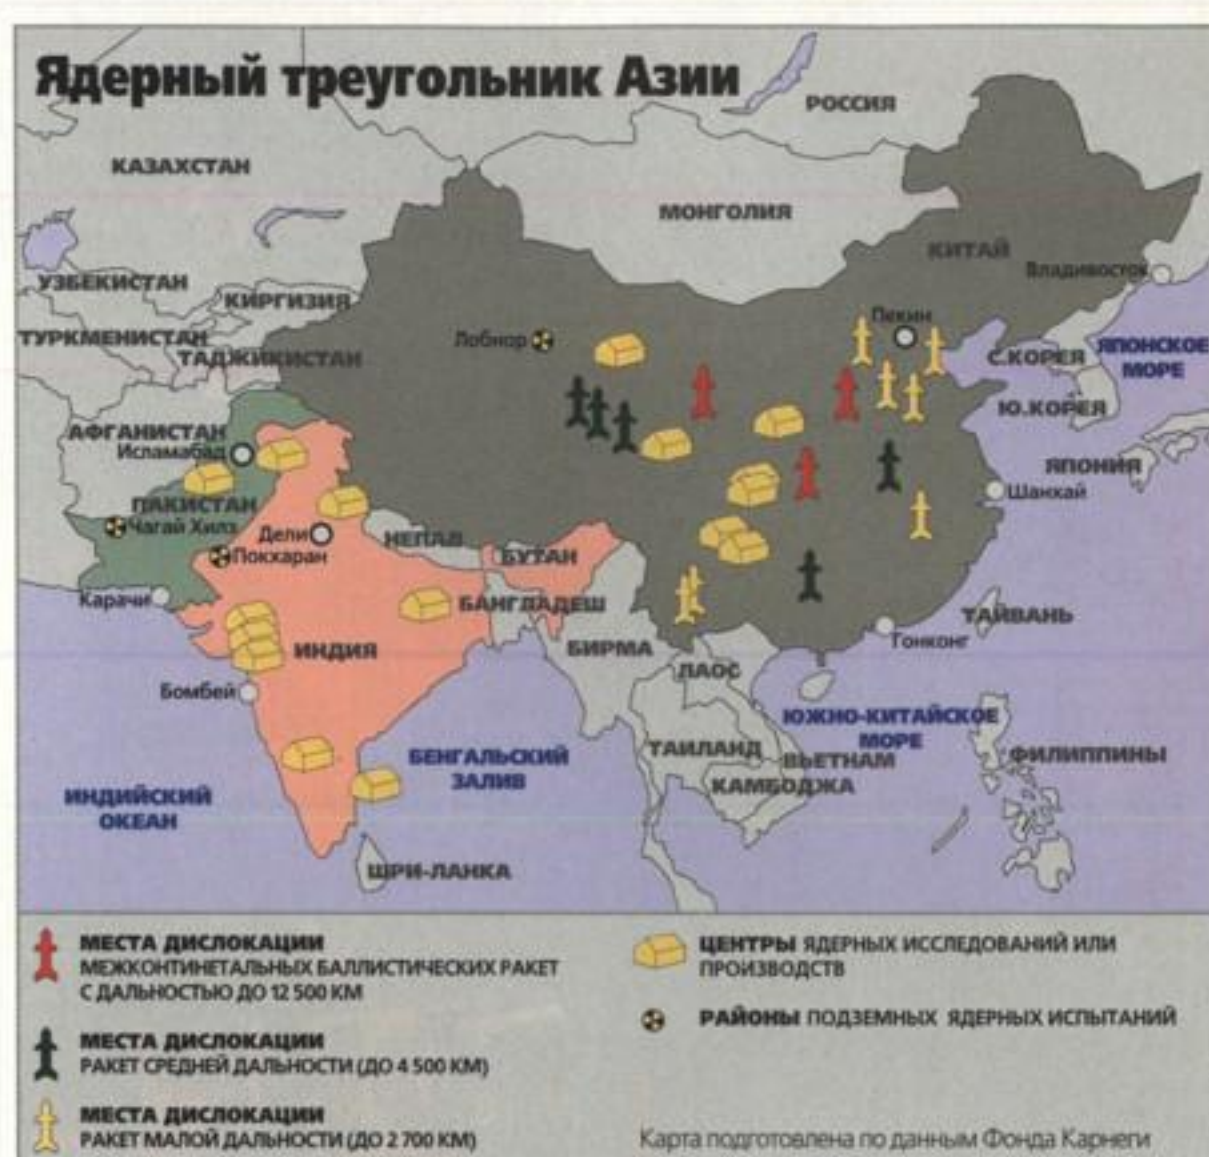 Ядерный треугольник Азии
РОССИЯ
КАЗАХСТАН
МОНГОЛИЯ
КИТАЙ
Владивосток
УЗБЕКИСТАН
КИРГИЗИЯ
Пекин
ТУРКМЕНИСТАН
Лобнор
С.КОРЕЯ
ЯПОНСКОЕ
МОРЕ
ТАДЖИКИСТАН
Ю.КОРЕЯ
АФГАНИСТАН
Исламабад
ЯПОНИЯ
Шанхай
ПАКИСТАН
Чагай Хилз
Дели
НЕПАЛ
БУТАН
Покхаран
Карачи
БАНГЛАДЕШ
ТАЙВАНЬ
ИНДИЯ
БИРМА
Гонконг
ЛАОС
Бомбей
ЮЖНО-КИТАЙСКОЕ
МОРЕ
ТАИЛАНД
ВЬЕТНАМ
ФИЛИППИНЫ
БЕНГАЛЬСКИЙ
ЗАЛИВ
КАМБОДЖА
ИНДИЙСКИЙ
ОКЕАН
ШРИ-ЛАНКА
МЕСТА ДИСЛОКАЦИИ
МЕЖКОНТИНЕТАЛЬНЫХ БАЛЛИСТИЧЕСКИХ РАКЕТ
С ДАЛЬНОСТЬЮ ДО 12 500 КМ
МЕСТА ДИСЛОКАЦИИ
РАКЕТ СРЕДНЕЙ ДАЛЬНОСТИ (ДО 4 500 КМ)
МЕСТА ДИСЛОКАЦИИ
РАКЕТ МАЛОЙ ДАЛЬНОСТИ (ДО 2 700 КМ)
ЦЕНТРЫ ЯДЕРНЫХ ИССЛЕДОВАНИЙ ИЛИ
ПРОИЗВОДСТВ
РАЙОНЫ ПОДЗЕМНЫХ ЯДЕРНЫХ ИСПЫТАНИЙ
Карта подготовлена по данным Фонда Карнеги